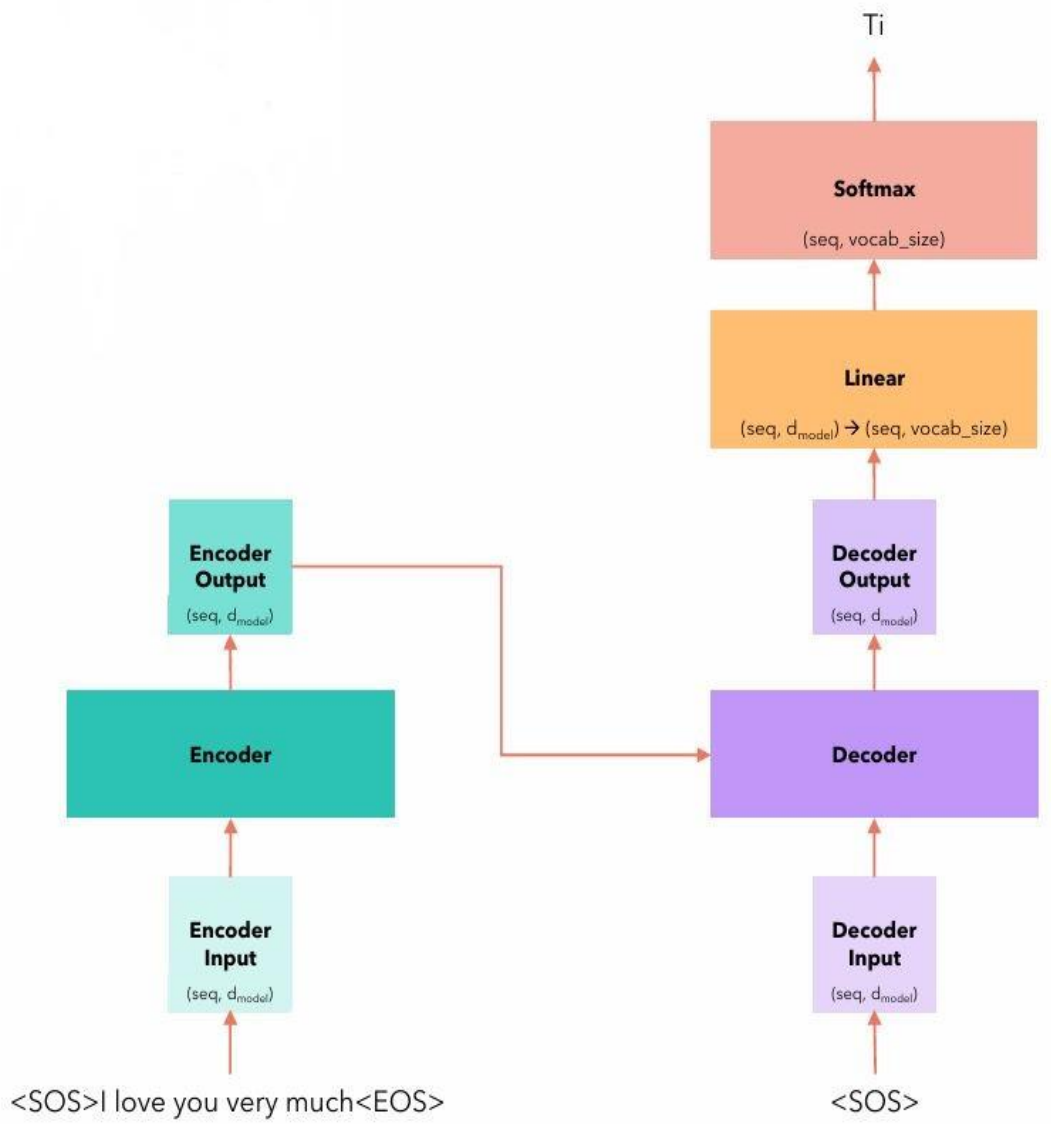 Ti
Softmax
(seq, vocab_size)
Linear
(seq, dmodel) → (seq, vocab_size)
Encoder
Output
(seq, dmodel)
Decoder
Output
(seq, dmodel)
Encoder
Decoder
Encoder
Input
(seq, dmodel)
Decoder
Input
(seq, dmodel)
<SOS>I love you very much<EOS>
<SOS>